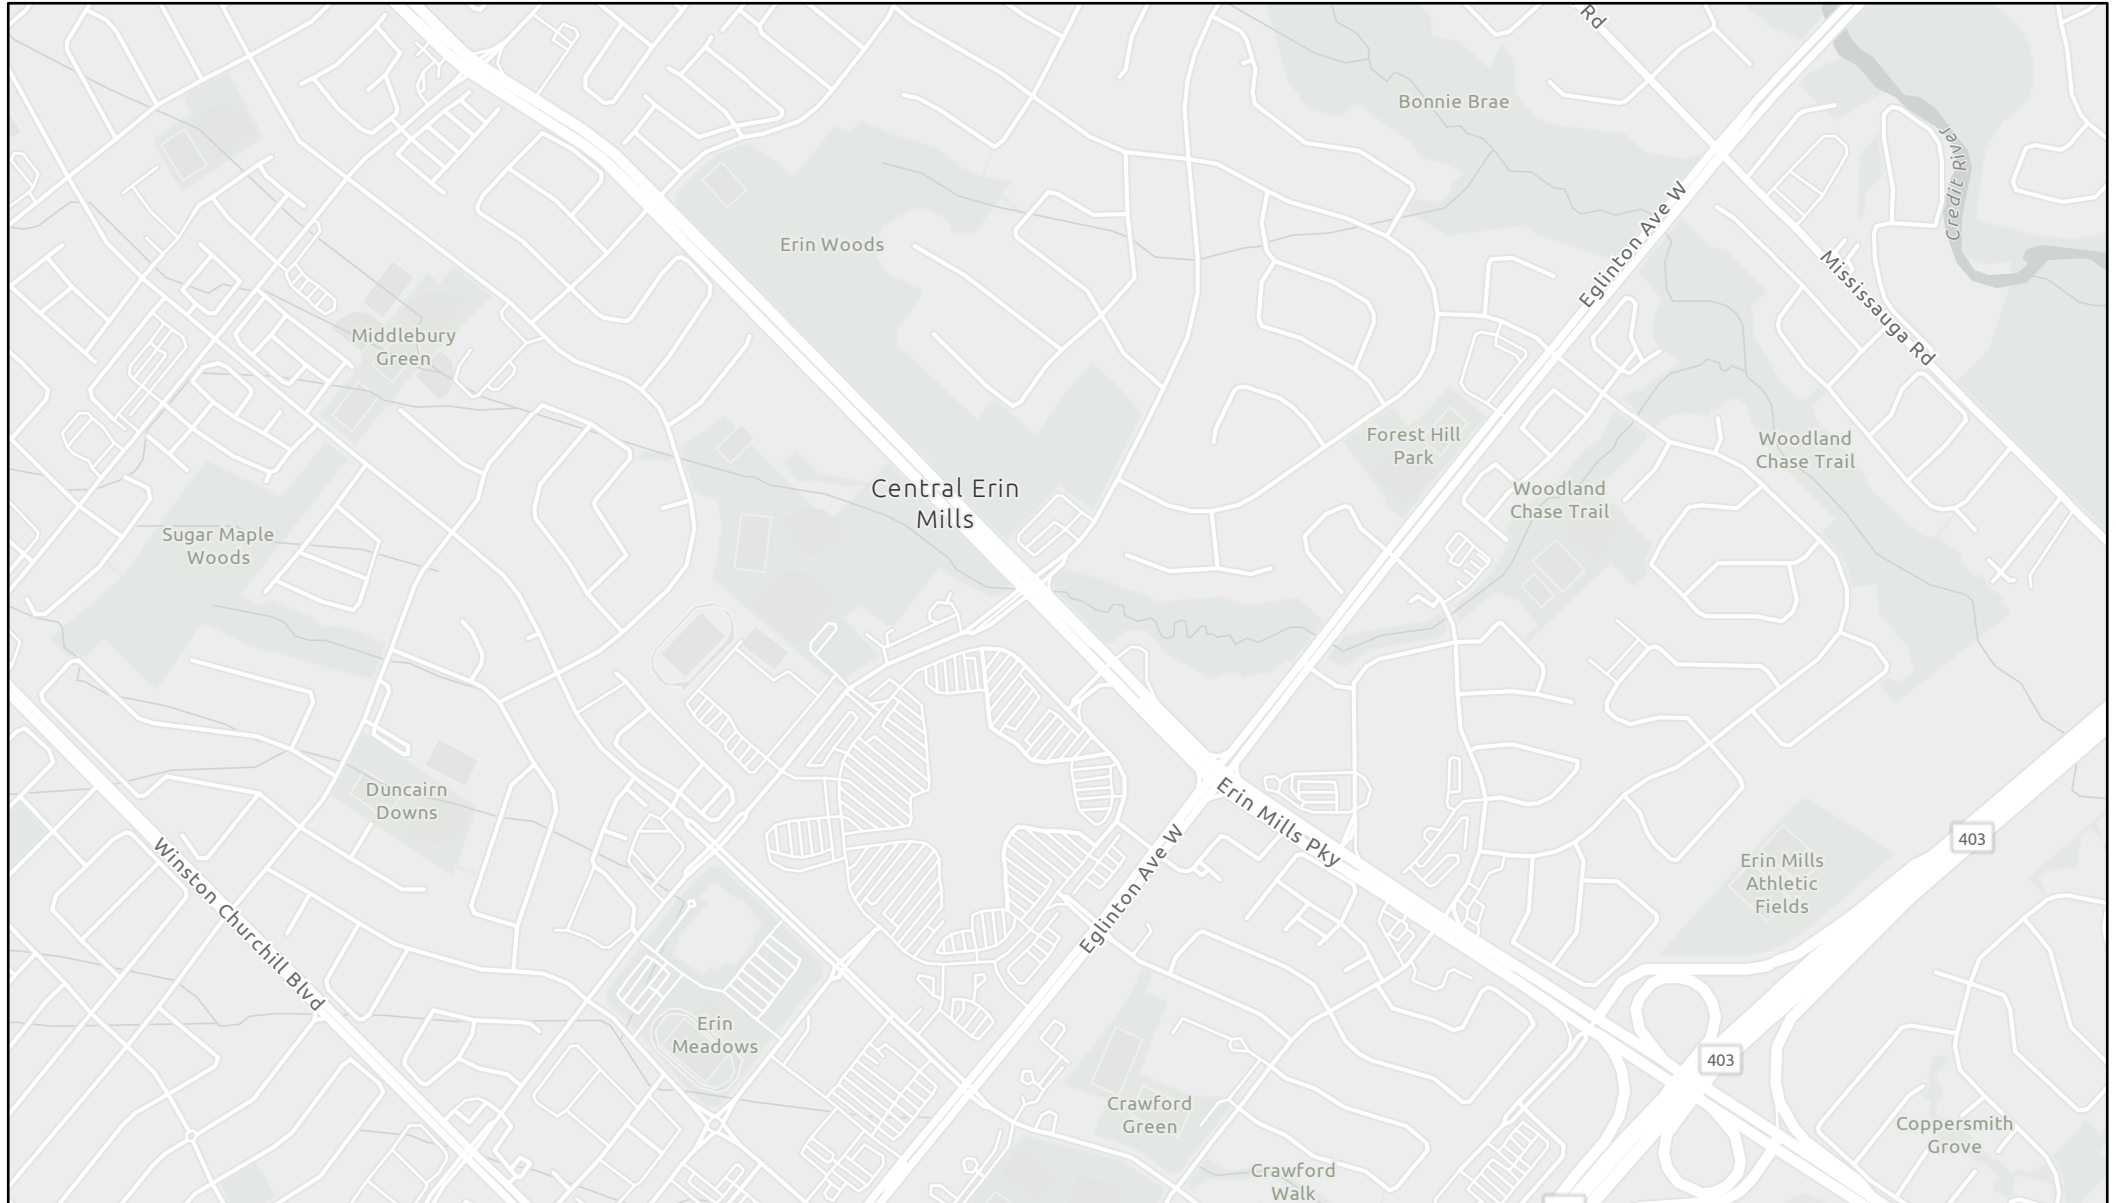 Rd
Bonnie Brae
Credit River
Eglinton Ave W
Erin Woods
Mississauga Rd
Middlebury
Green
Forest Hill
Park
Woodland
Chase Trail
Central Erin
Mills
Woodland
Chase Trail
Sugar Maple
Woods
Duncairn
Downs
Erin Mills Pky
Eglinton Ave W
403
Erin Mills
Athletic
Fields
Winston Churchill Blvd
Erin
Meadows
403
Crawford
Green
Coppersmith
Grove
Crawford
Walk